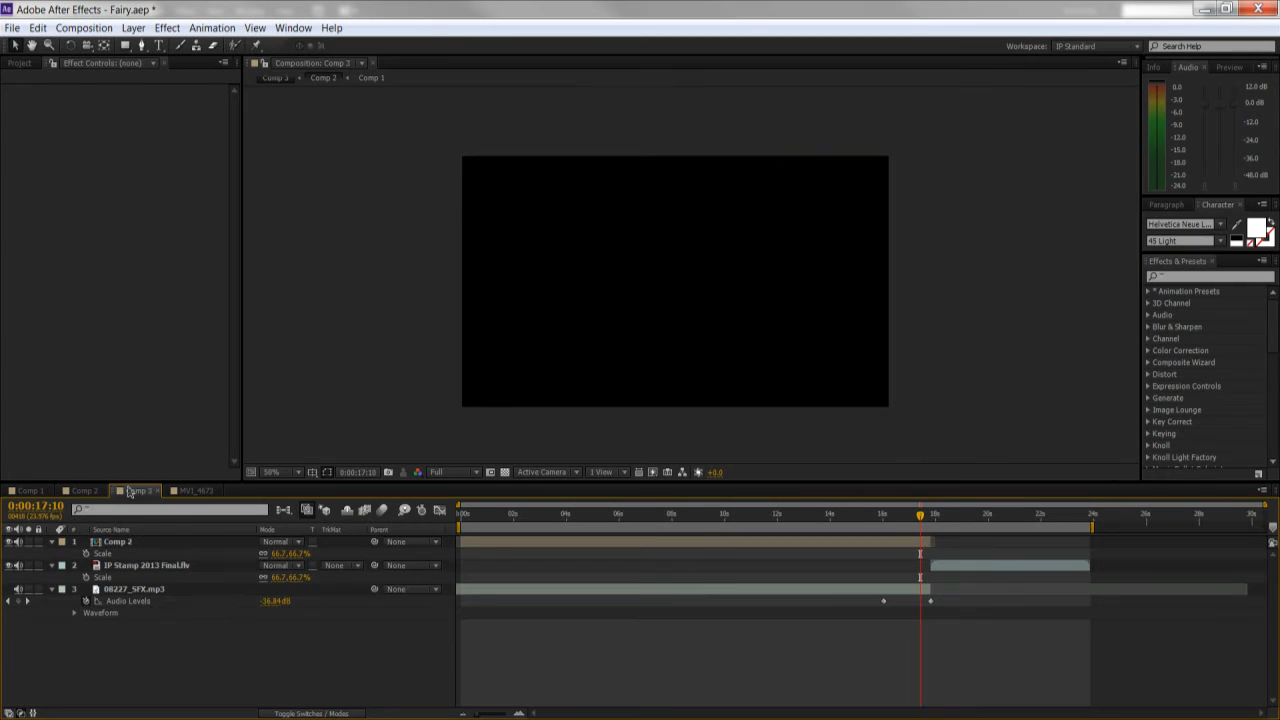 Adobe After Effects - Fairy.aep *
File Edit Composition Layer Effect Animation View Window Help
Workspace: IP Standard Search Help
Project Effect Controls: (none) Composition: Comp 3 Info Audio Preview
Comp 3 Comp 2 Comp 1
0.0 12.0 dB
-3.0 0.0 dB
-6.0
-9.0 -12.0
-12.0 -24.0
-15.0
-18.0 -36.0
-21.0 -48.0 dB
-24.0
Paragraph Character
Helvetica Neue L...
45 Light
Effects & Presets
* Animation Presets
3D Channel
Audio
Blur & Sharpen
Channel
Color Correction
Composite Wizard
Distort
Expression Controls
Generate
Image Lounge
Key Correct
Keying
Knoll
Knoll Light Factory
50% 0:00:17:10 Full Active Camera 1 View +0.0
Comp 1 Comp 2 Comp 3 MVI_4673
0:00:17:10
00418 (23.976 fps)
:00s 02s 04s 06s 08s 10s 12s 14s 16s 18s 20s 22s 24s 26s 28s 30s
# Source Name Mode T TrkMat Parent
1 Comp 2 Normal None
Scale 66.7,66.7%
2 IP Stamp 2013 Final.flv Normal None None
Scale 66.7,66.7%
3 08227_SFX.mp3 None
Audio Levels -36.84dB
Waveform
Toggle Switches / Modes